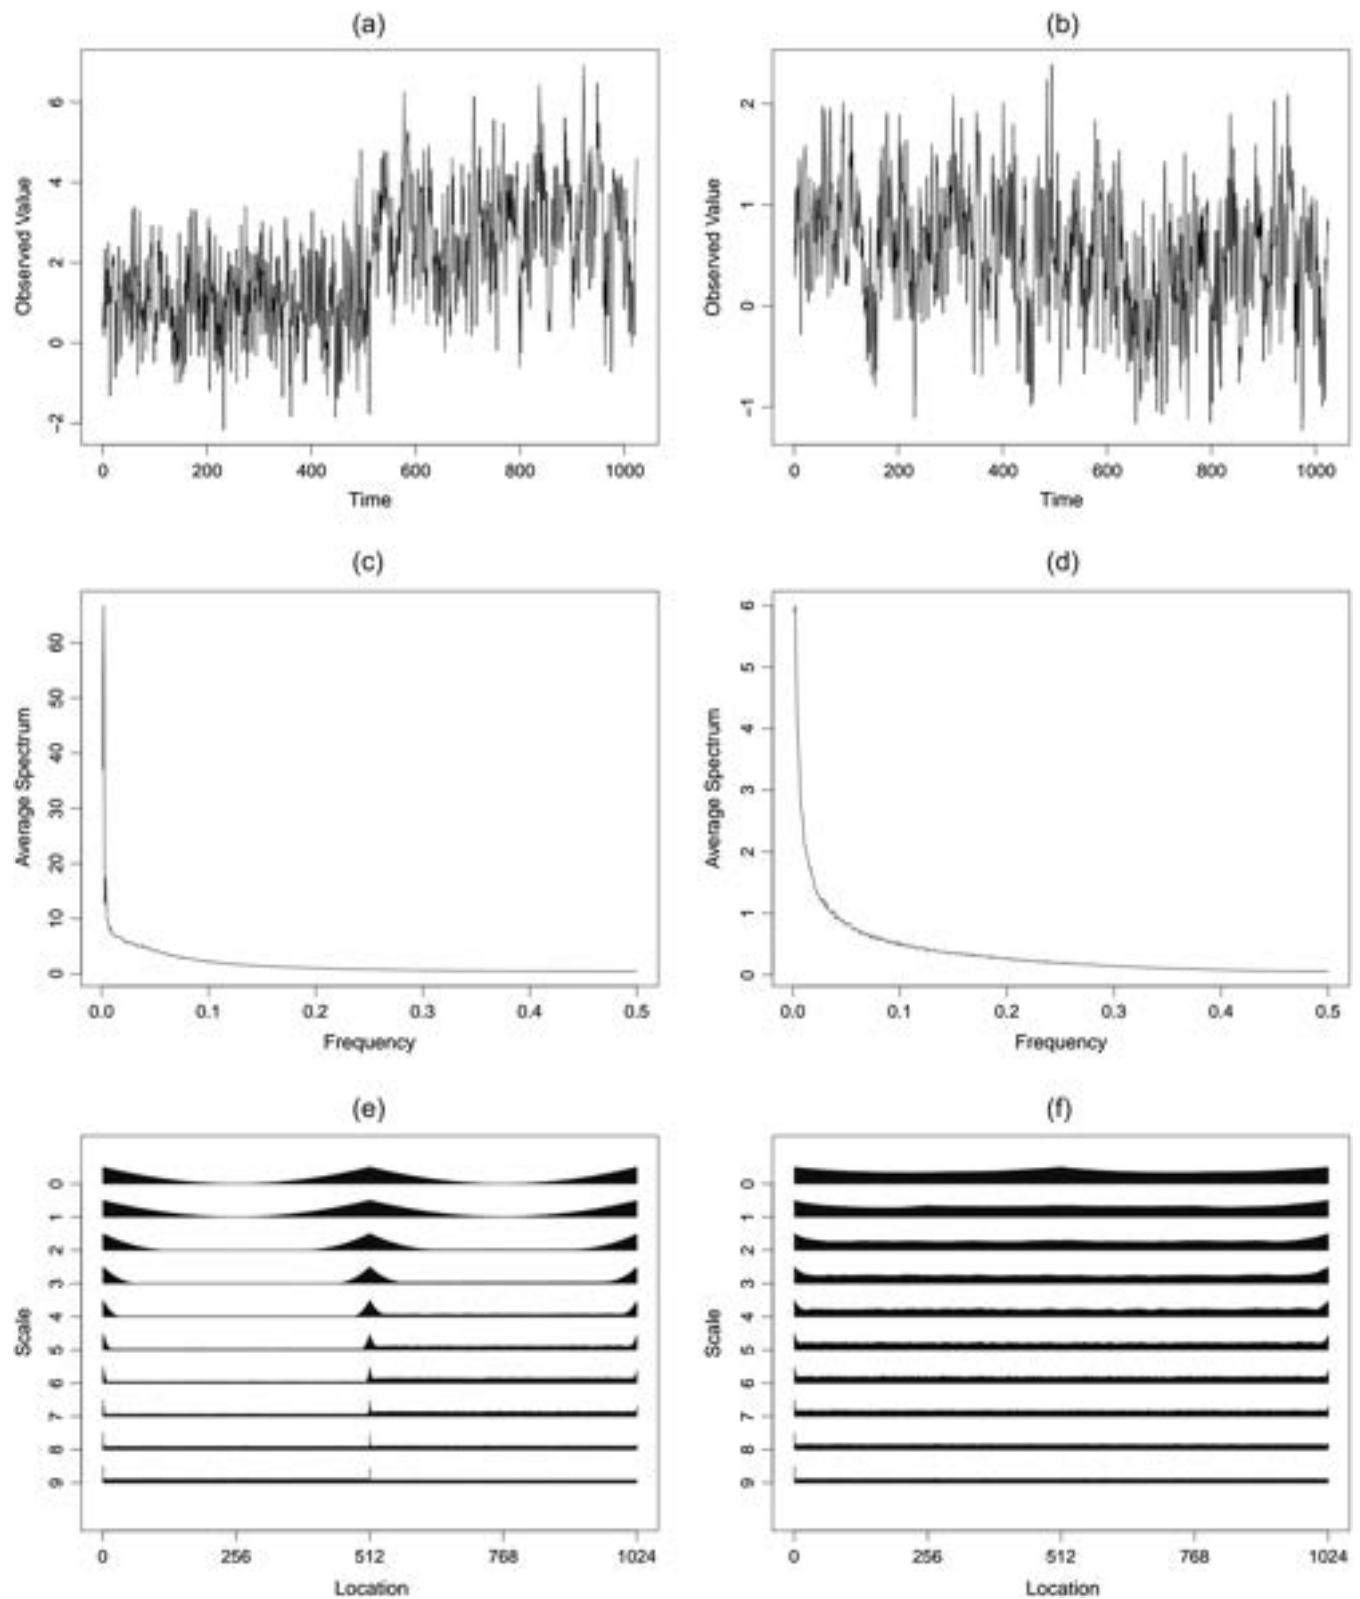 (a)
Observed Value
6
4
2
0
−2
0 200 400 600 800 1000
Time
(b)
Observed Value
2
1
0
−1
0 200 400 600 800 1000
Time
(c)
Average Spectrum
60
50
40
30
20
10
0
0.0 0.1 0.2 0.3 0.4 0.5
Frequency
(d)
Average Spectrum
6
5
4
3
2
1
0
0.0 0.1 0.2 0.3 0.4 0.5
Frequency
(e)
Scale
0
1
2
3
4
5
6
7
8
9
0 256 512 768 1024
Location
(f)
Scale
0
1
2
3
4
5
6
7
8
9
0 256 512 768 1024
Location